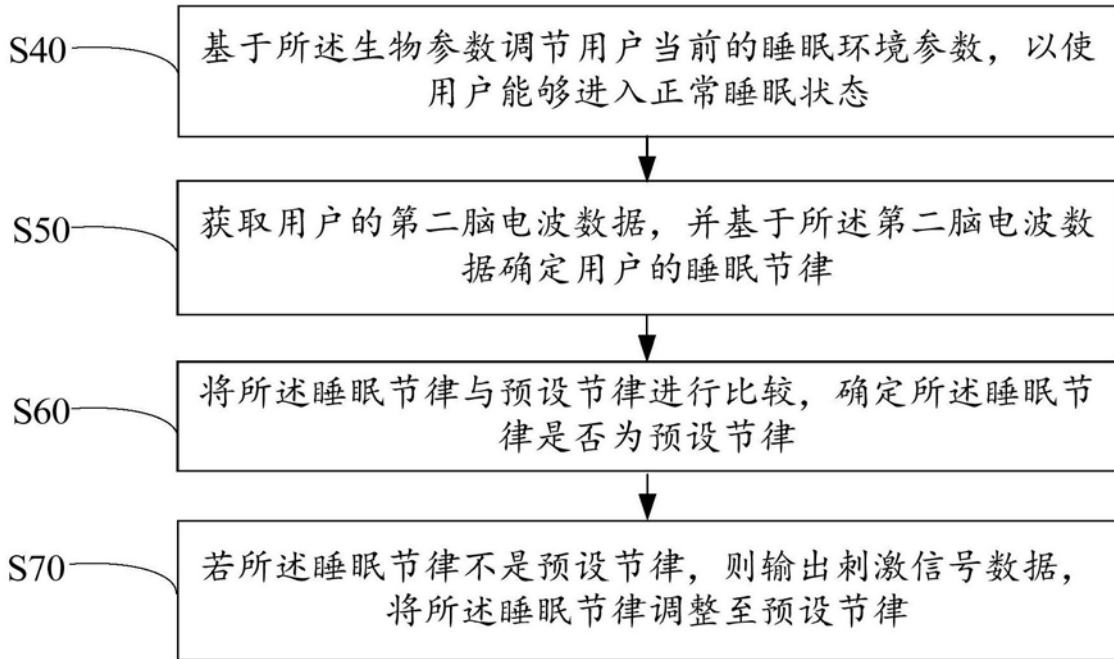 S40
基于所述生物参数调节用户当前的睡眠环境参数，以使
用户能够进入正常睡眠状态
S50
获取用户的第二脑电波数据，并基于所述第二脑电波数
据确定用户的睡眠节律
S60
将所述睡眠节律与预设节律进行比较，确定所述睡眠节
律是否为预设节律
S70
若所述睡眠节律不是预设节律，则输出刺激信号数据，
将所述睡眠节律调整至预设节律